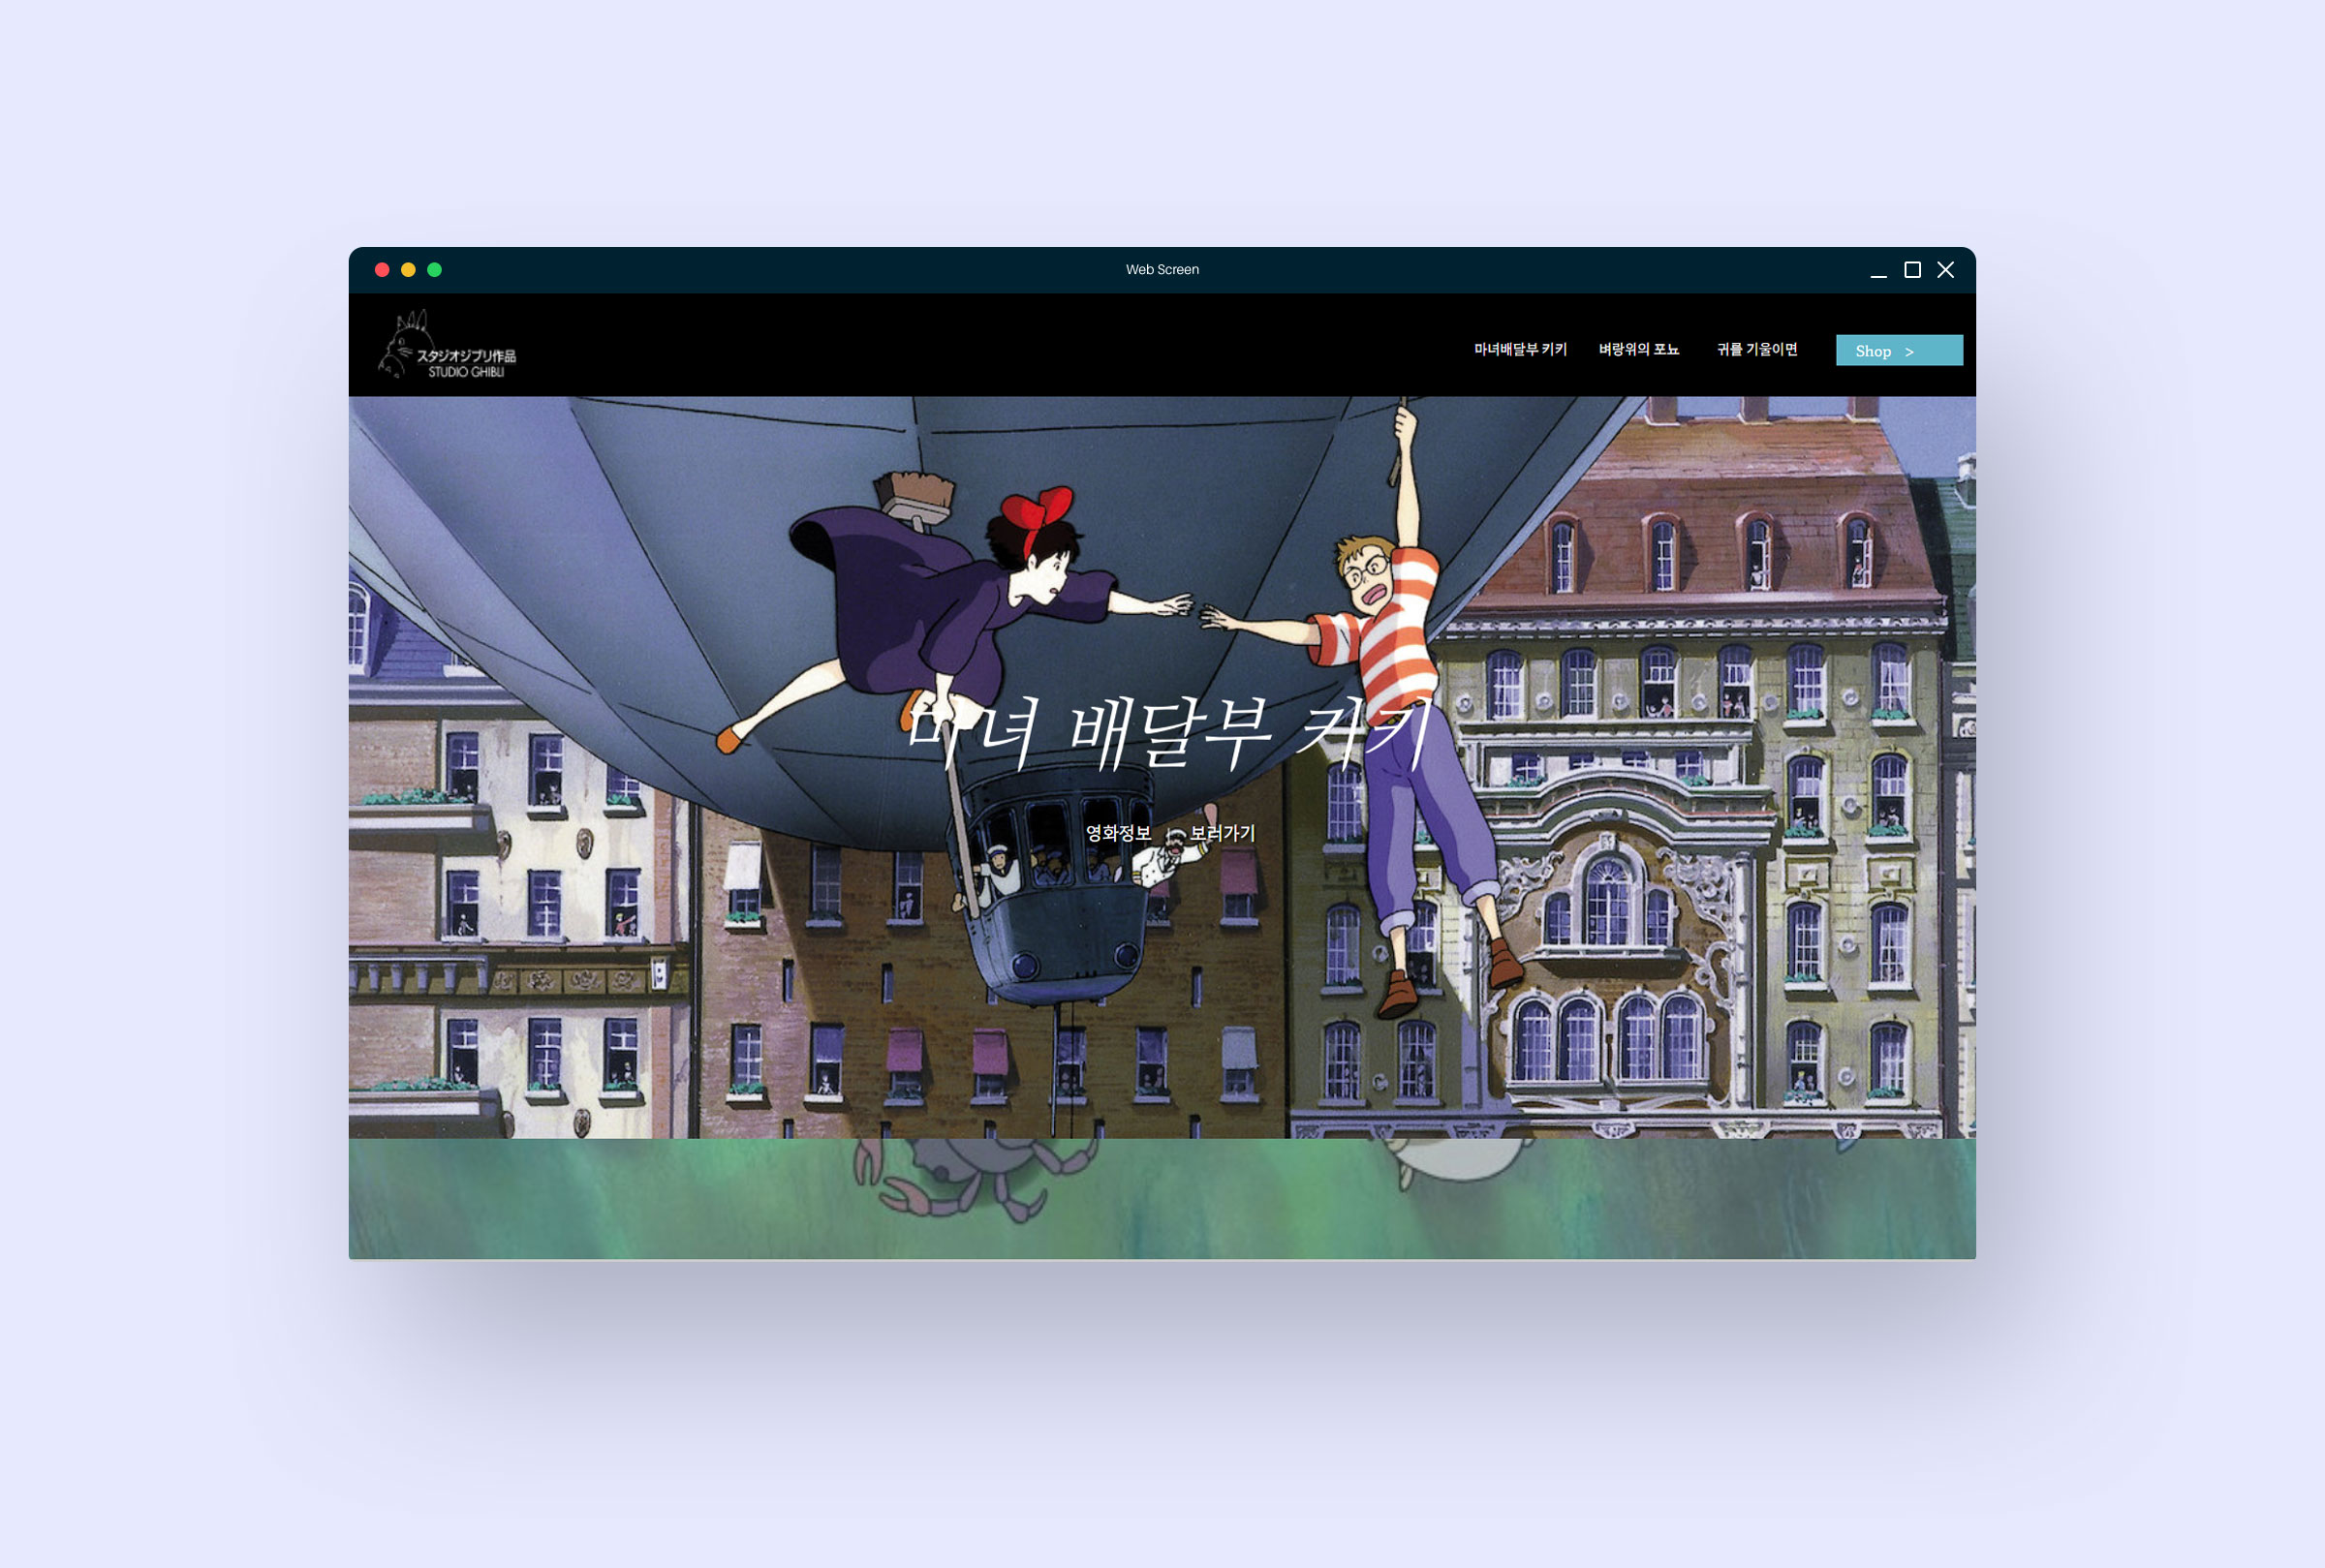 Web Screen
スタジオジブリ作品
STUDIO GHIBLI
마녀배달부 키키 벼랑위의 포뇨 귀를 기울이면 Shop >
마녀 배달부 키키
영화정보 보러가기